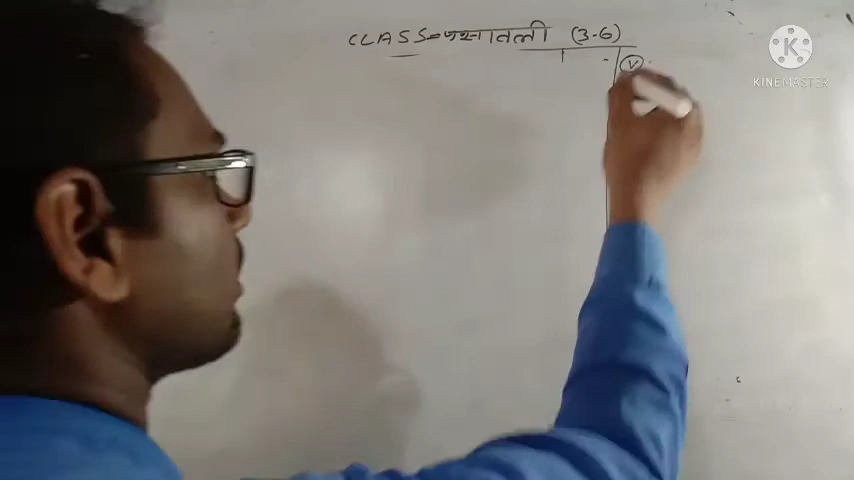 CLASS = प्रश्नावली (3.6)
V
K
KINEMASTER